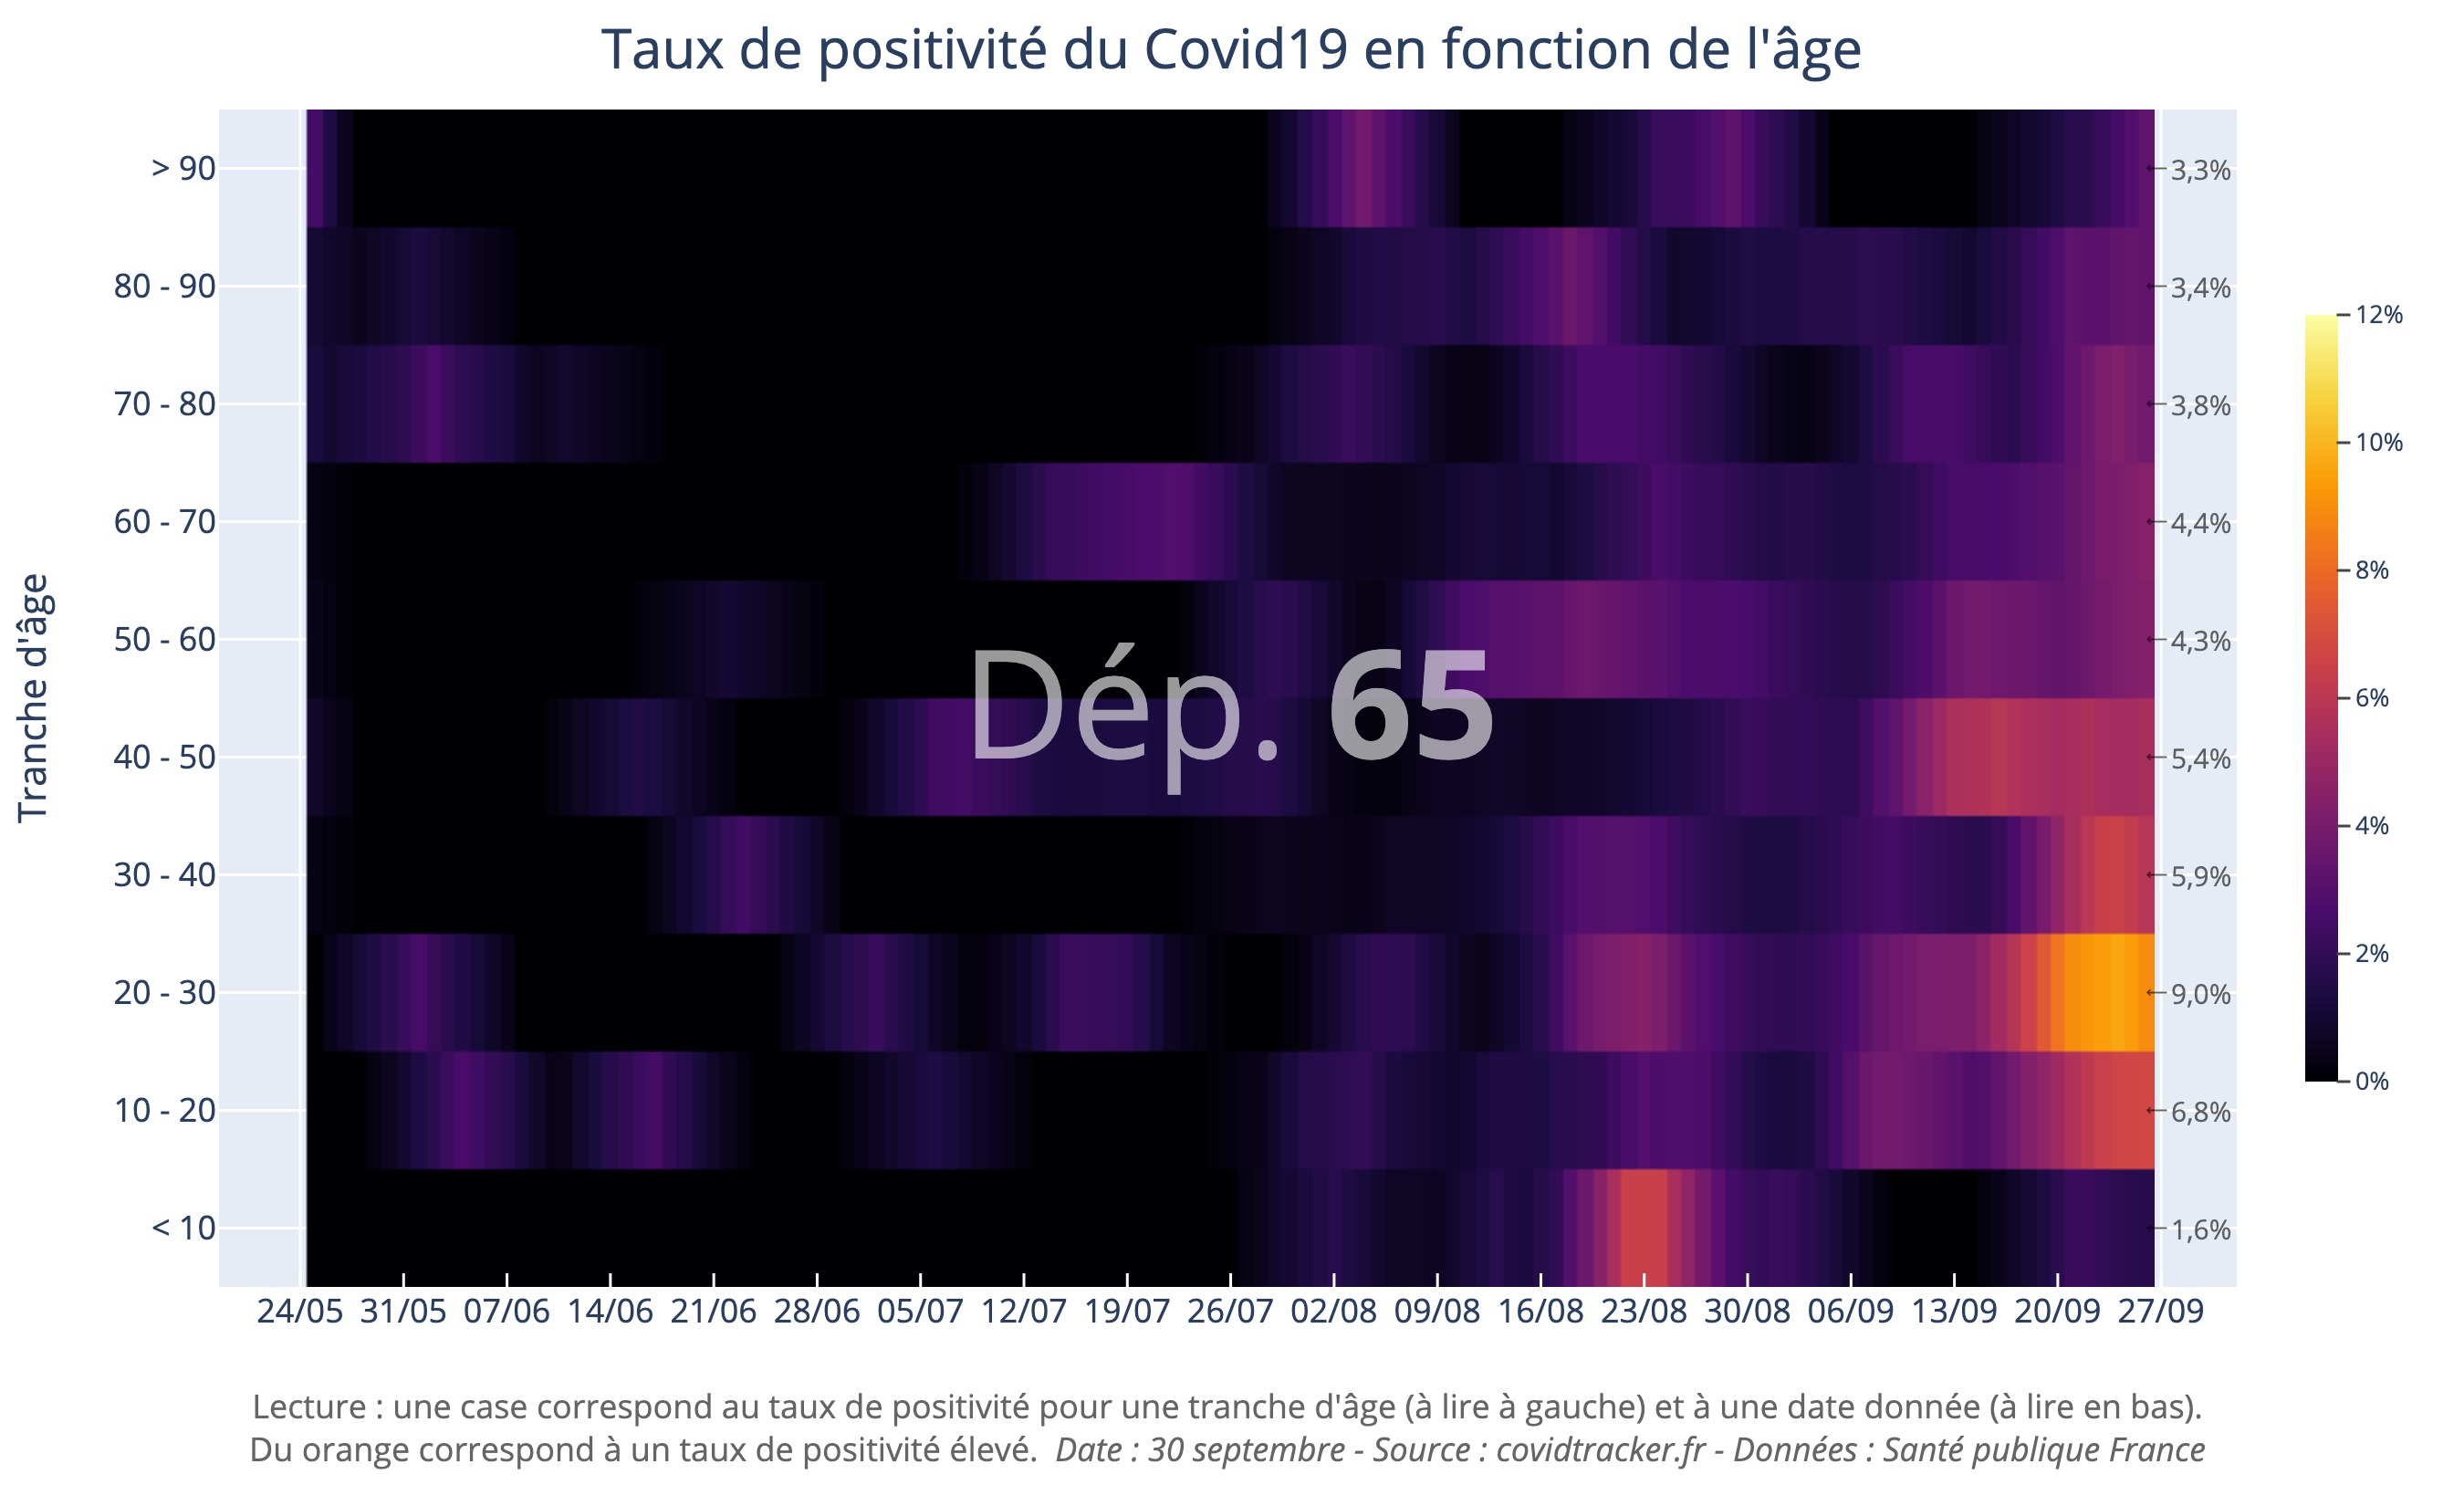 Taux de positivité du Covid19 en fonction de l'âge
Tranche d'âge
> 90
80 - 90
70 - 80
60 - 70
50 - 60
40 - 50
30 - 40
20 - 30
10 - 20
< 10
Dép. 65
3,3%
3,4%
3,8%
4,4%
4,3%
5,4%
5,9%
9,0%
6,8%
1,6%
12%
10%
8%
6%
4%
2%
0%
24/05 31/05 07/06 14/06 21/06 28/06 05/07 12/07 19/07 26/07 02/08 09/08 16/08 23/08 30/08 06/09 13/09 20/09 27/09
Lecture : une case correspond au taux de positivité pour une tranche d'âge (à lire à gauche) et à une date donnée (à lire en bas).
Du orange correspond à un taux de positivité élevé. Date : 30 septembre - Source : covidtracker.fr - Données : Santé publique France